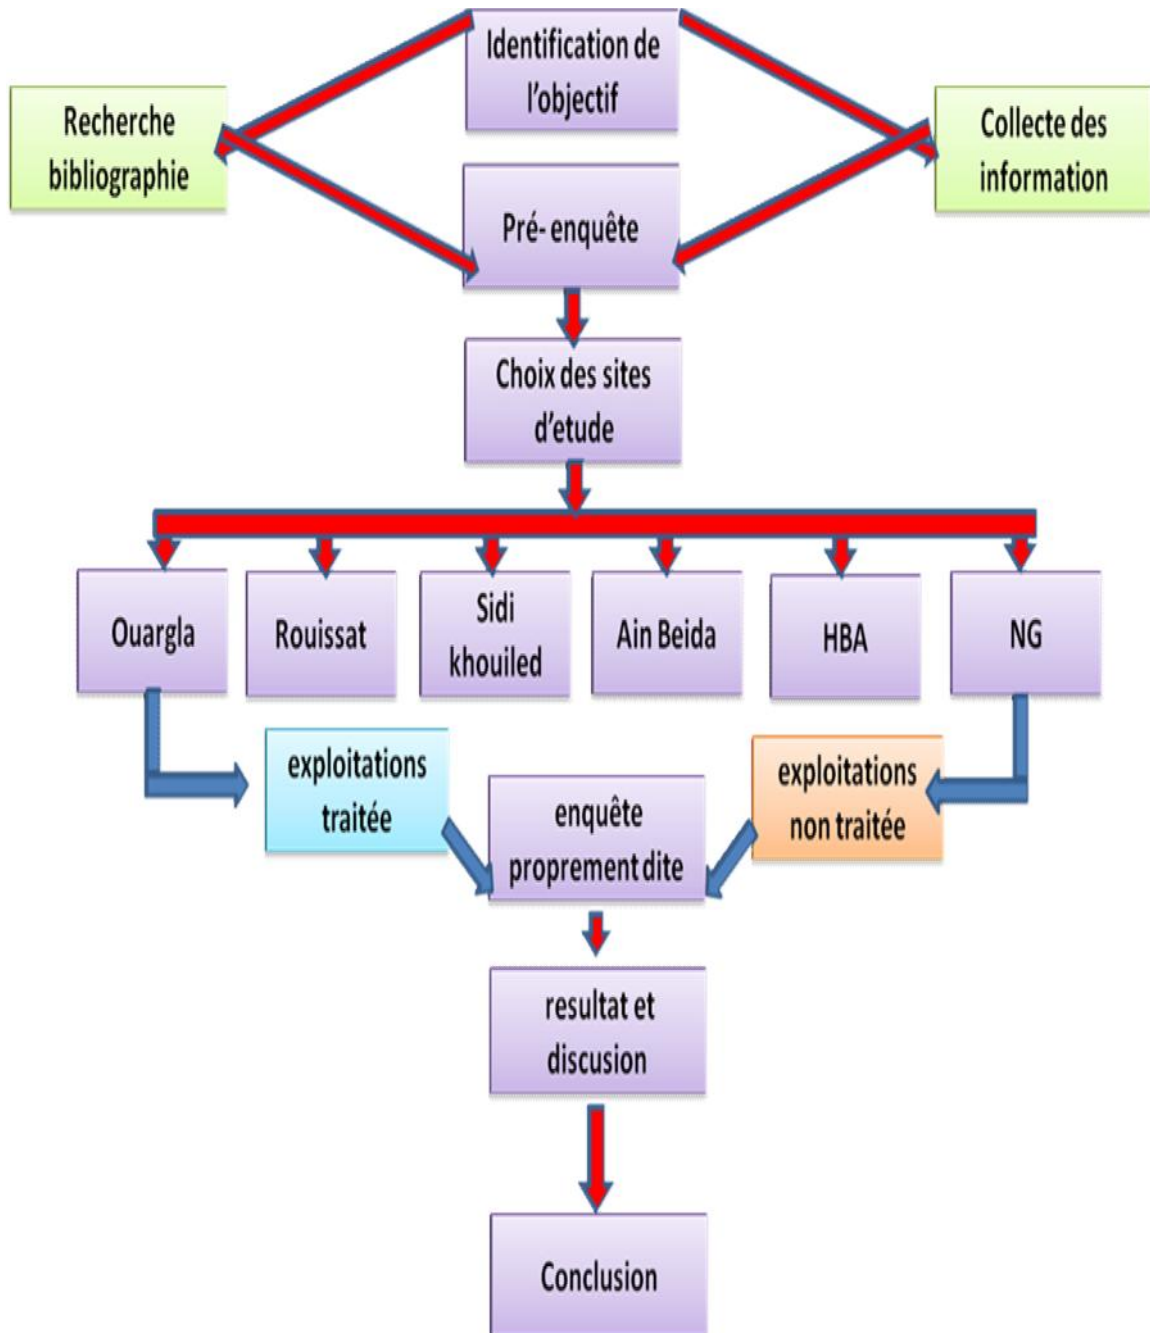 Identification de
l'objectif
Recherche
bibliographie
Collecte des
information
Pré- enquête
Choix des sites
d'etude
Ouargla
Rouissat
Sidi
khouiled
Ain Beida
HBA
NG
exploitations
traitée
exploitations
non traitée
enquête
proprement dite
resultat et
discusion
Conclusion